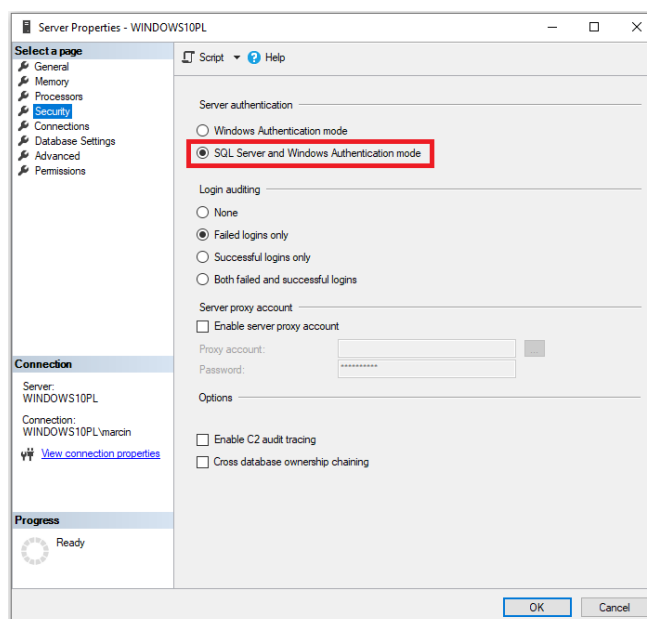 Server Properties - WINDOWS10PL
Select a page
General
Memory
Processors
Security
Connections
Database Settings
Advanced
Permissions
Connection
Server:
WINDOWS10PL
Connection:
WINDOWS10PL\marcin
View connection properties
Progress
Ready
Script
Help
Server authentication
Windows Authentication mode
SQL Server and Windows Authentication mode
Login auditing
None
Failed logins only
Successful logins only
Both failed and successful logins
Server proxy account
Enable server proxy account
Proxy account:
...
Password:
**********
Options
Enable C2 audit tracing
Cross database ownership chaining
OK
Cancel